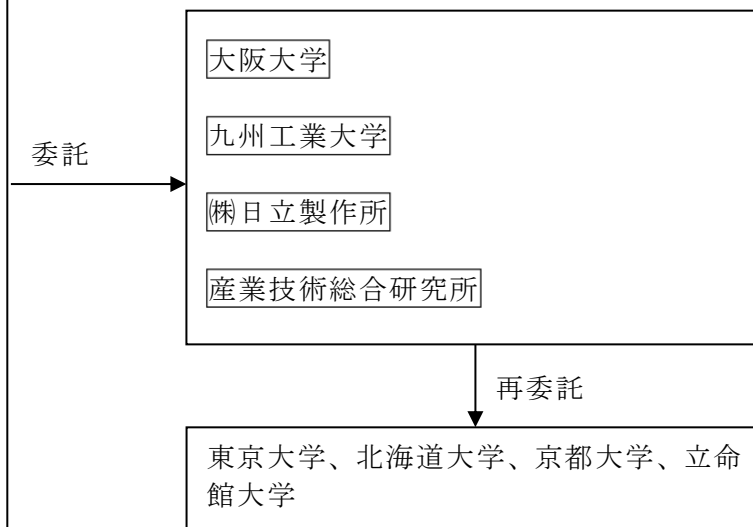 大阪大学
九州工業大学
委託
㈱日立製作所
産業技術総合研究所
再委託
東京大学、北海道大学、京都大学、立命
館大学